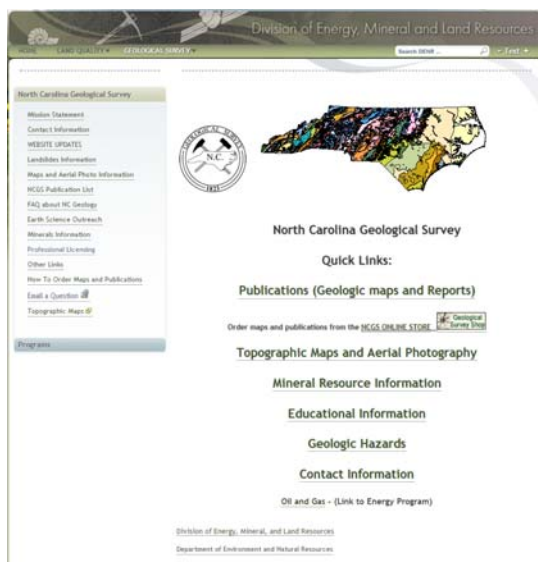 Division of Energy, Mineral and Land Resources
HOME LAND QUALITY GEOLOGICAL SURVEY
Search DENR ... - Text +
North Carolina Geological Survey
Mission Statement
Contact Information
WEBSITE UPDATES
Landslides Information
Maps and Aerial Photo Information
NCGS Publication List
FAQ about NC Geology
Earth Science Outreach
Minerals Information
Professional Licensing
Other Links
How To Order Maps and Publications
Email a Question
Topographic Maps
Programs
GEOLOGICAL SURVEY
N.C.
1823
North Carolina Geological Survey
Quick Links:
Publications (Geologic maps and Reports)
Order maps and publications from the NCGS ONLINE STORE
Geological
Survey Shop
Topographic Maps and Aerial Photography
Mineral Resource Information
Educational Information
Geologic Hazards
Contact Information
Oil and Gas - (Link to Energy Program)
Division of Energy, Mineral, and Land Resources
Department of Environment and Natural Resources